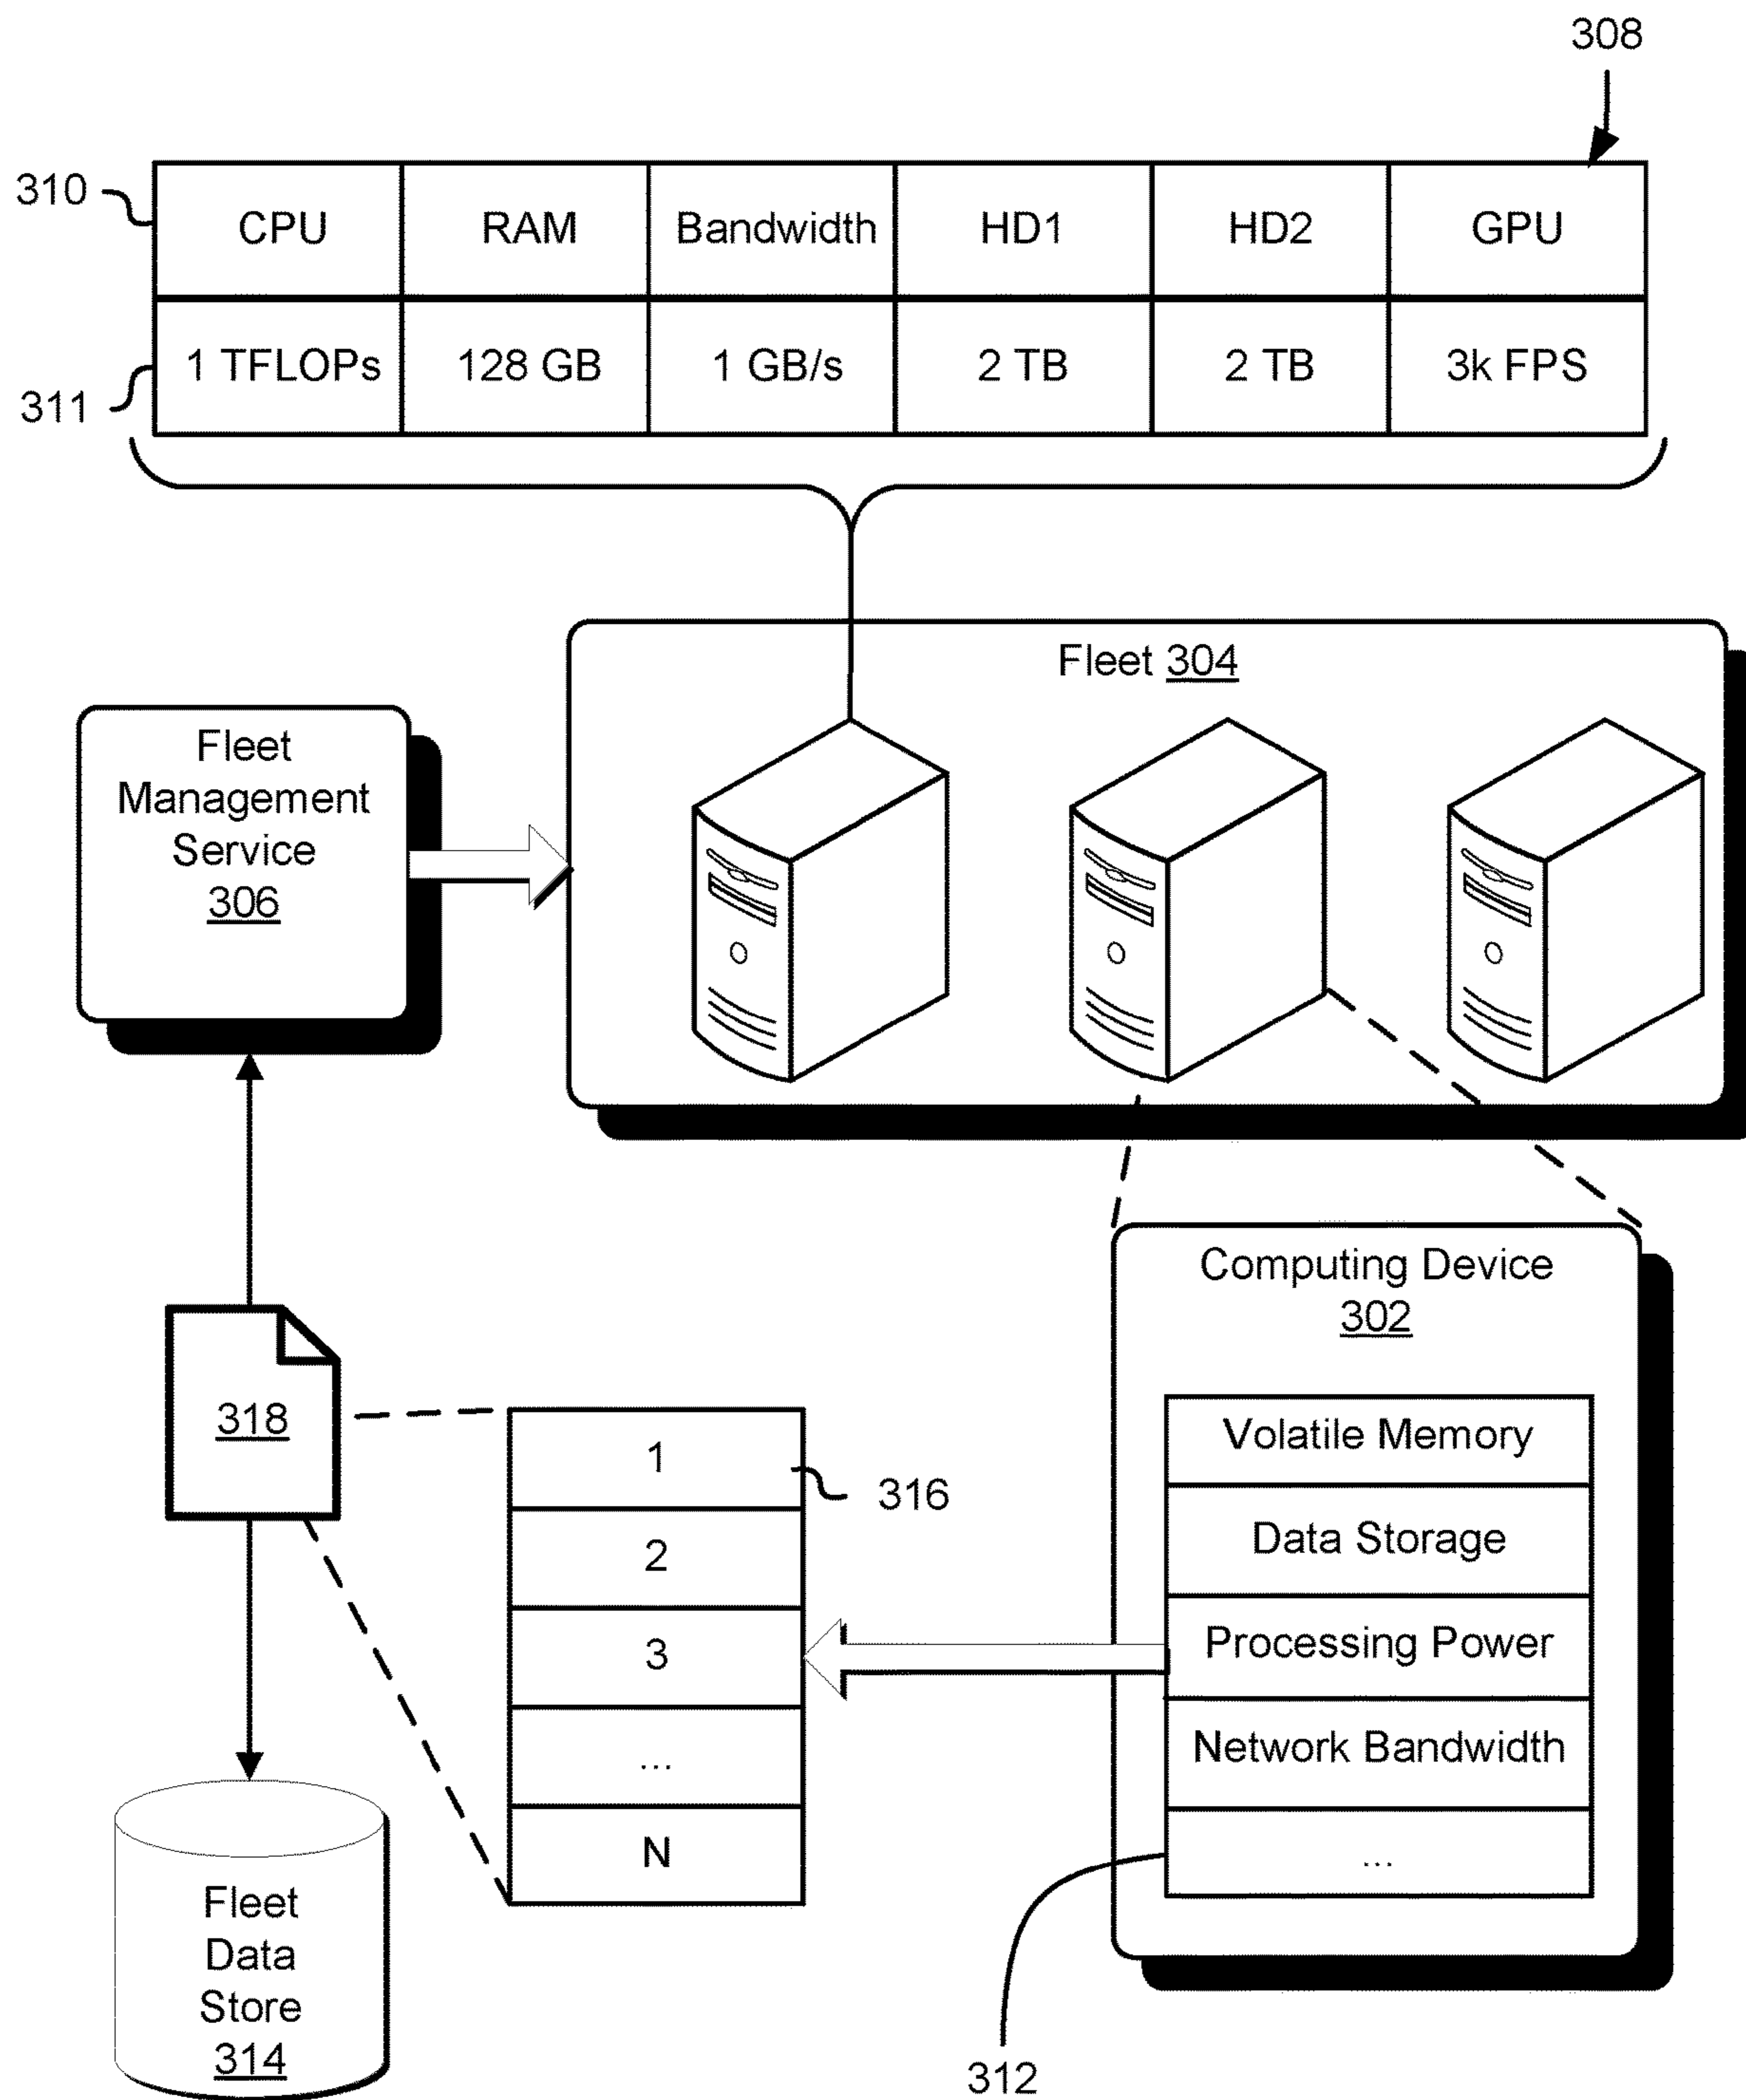 308
310
CPU RAM Bandwidth HD1 HD2 GPU
311
1 TFLOPs 128 GB 1 GB/s 2 TB 2 TB 3k FPS
Fleet 304
Fleet
Management
Service
306
Computing Device
302
Volatile Memory
Data Storage
Processing Power
Network Bandwidth
...
312
318
1
316
2
3
...
N
Fleet
Data
Store
314